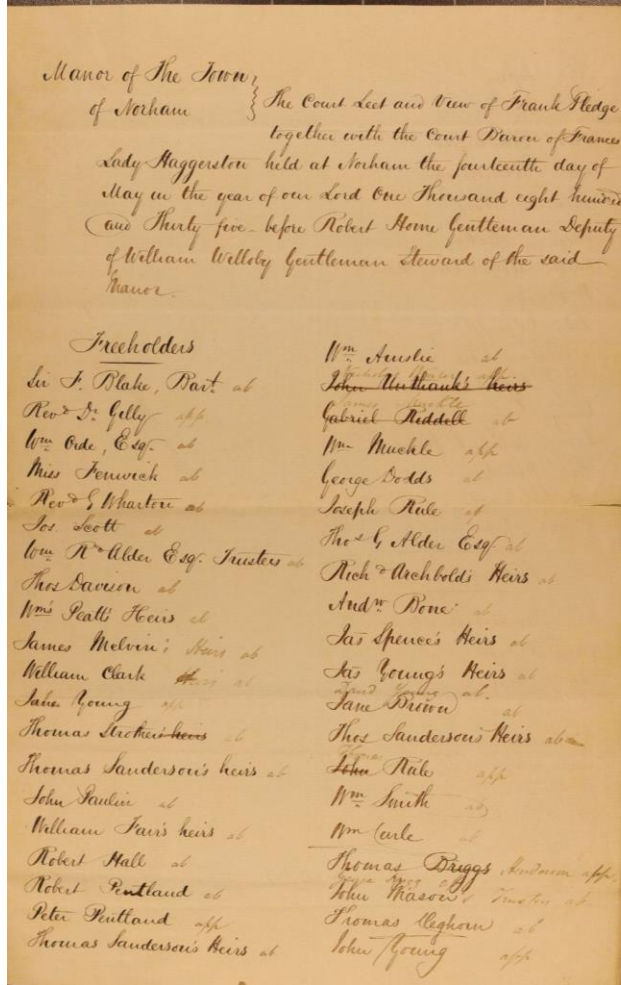 Manor of The Town
of Norham
The Court Leet and View of Frank Pledge
together with the Court Baron of Frances
Lady Haggerston held at Norham the fourteenth day of
May in the year of our Lord One Thousand eight hundred
and Thirty five - before Robert Home Gentleman Deputy
of William Willoby Gentleman Steward of the said
Manor.
Freeholders
Sir F. Blake, Bart. ab
Revd Dr Gilly app
Wm Orde, Esq. ab
Miss Fenwick ab
Revd G Wharton ab
Jos. Scott ab
Wm Rd Alder Esq. Trustees ab
Thos Davison ab
Wm's Peatt's Heirs ab
James Melvin's Heirs ab
William Clark Heirs ab
Young app
Thomas Strother's heirs ab
Thomas Sanderson's heirs ab
John Paulin ab
William Fair's heirs ab
Robert Hall ab
Robert Pentland ab
Peter Pentland app
Thomas Sanderson's Heirs ab
Wm Ainslie ab
John Unthank's heirs
Gabriel Riddell ab
Wm Muckle app
George Dodds ab
Joseph Rule ab
Thos G Alder Esq ab
Richd Archbold's Heirs ab
Andw Bone ab
Jas Spence's Heirs ab
Jas Young's Heirs ab
Young ab.
Jane Brown ab
Thos Sanderson's Heirs ab
John Rule app
Wm Smith ab
Wm Carle ab
Thomas Briggs app.
John Mason's Trustees ab
Thomas Cleghorn ab
John Young app